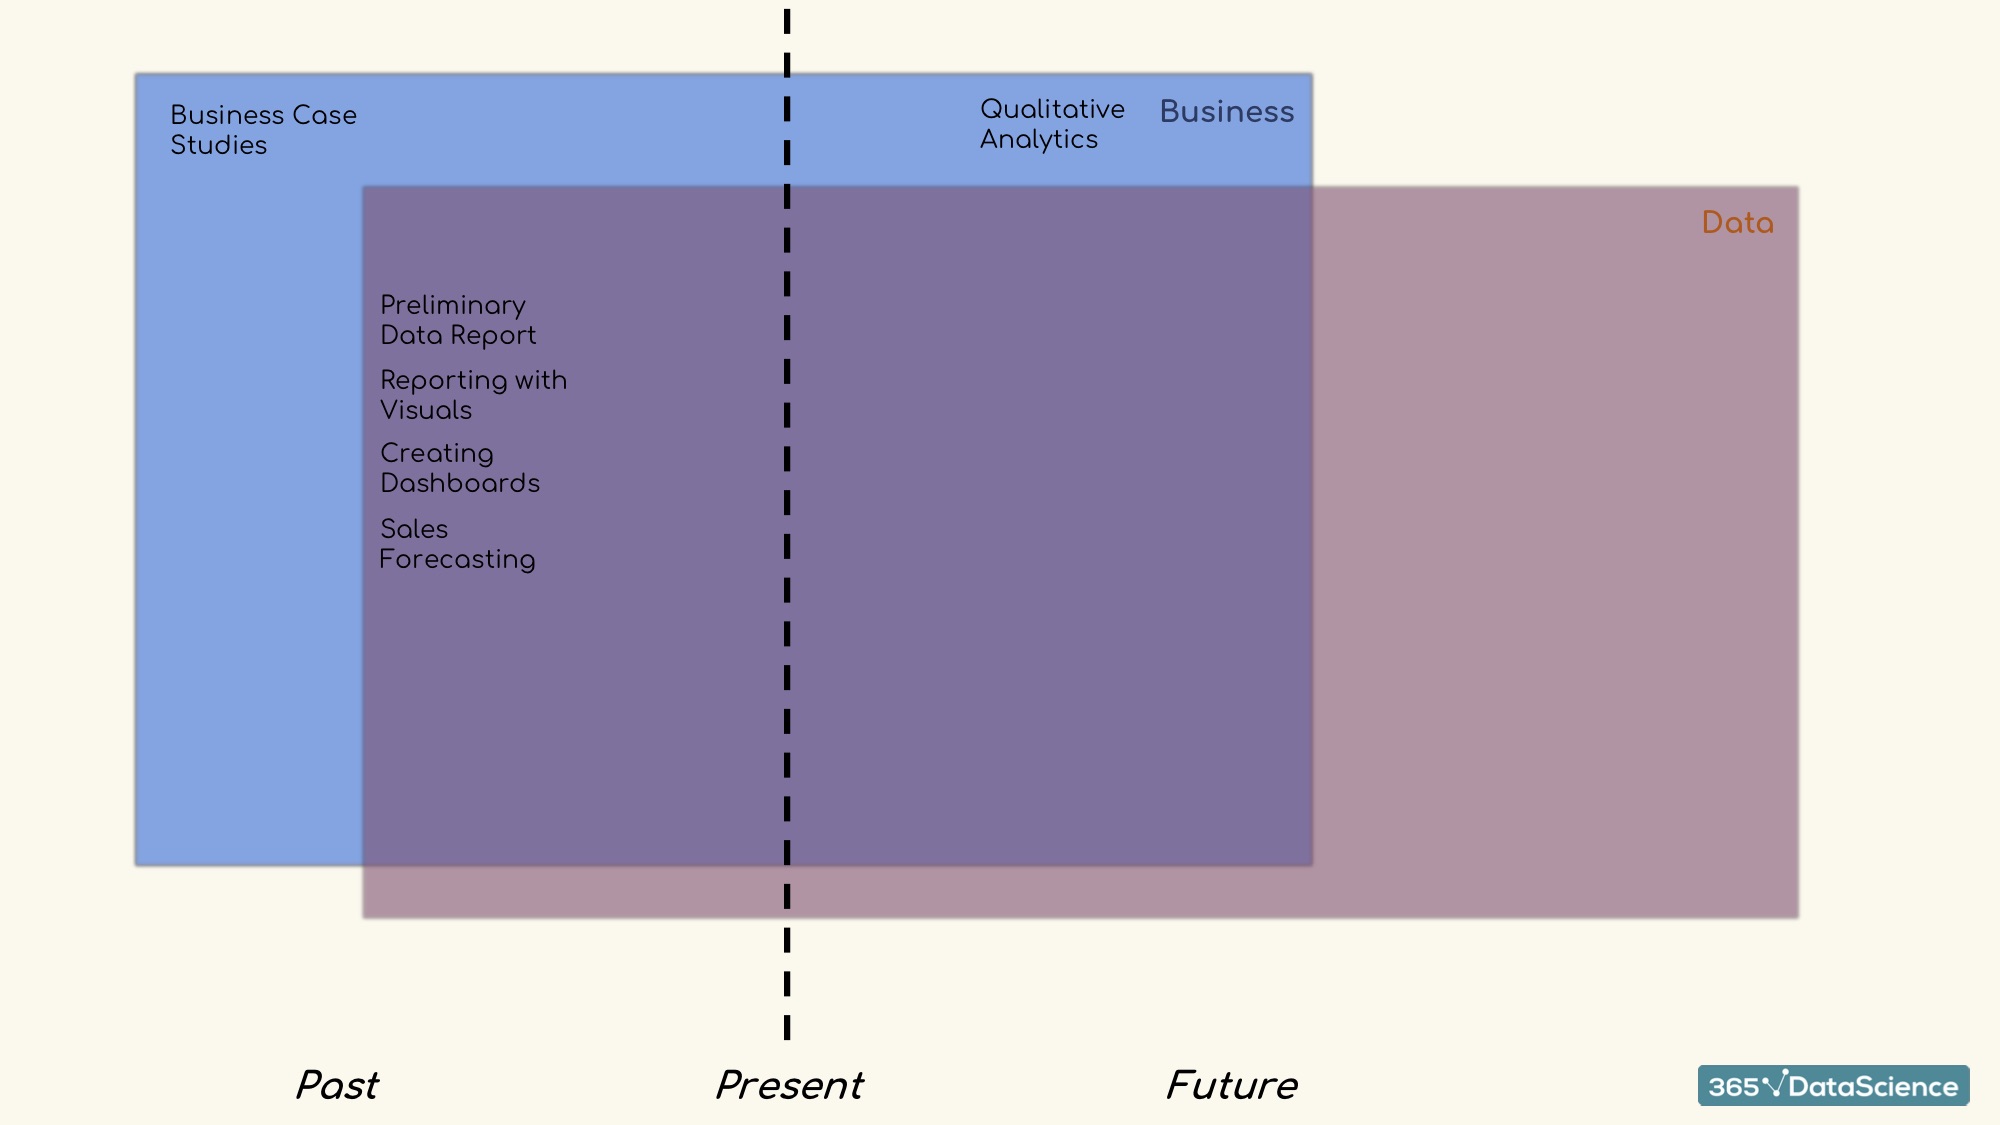 Business Case
Studies
Qualitative
Analytics
Business
Data
Preliminary
Data Report
Reporting with
Visuals
Creating
Dashboards
Sales
Forecasting
Past
Present
Future
365 DataScience